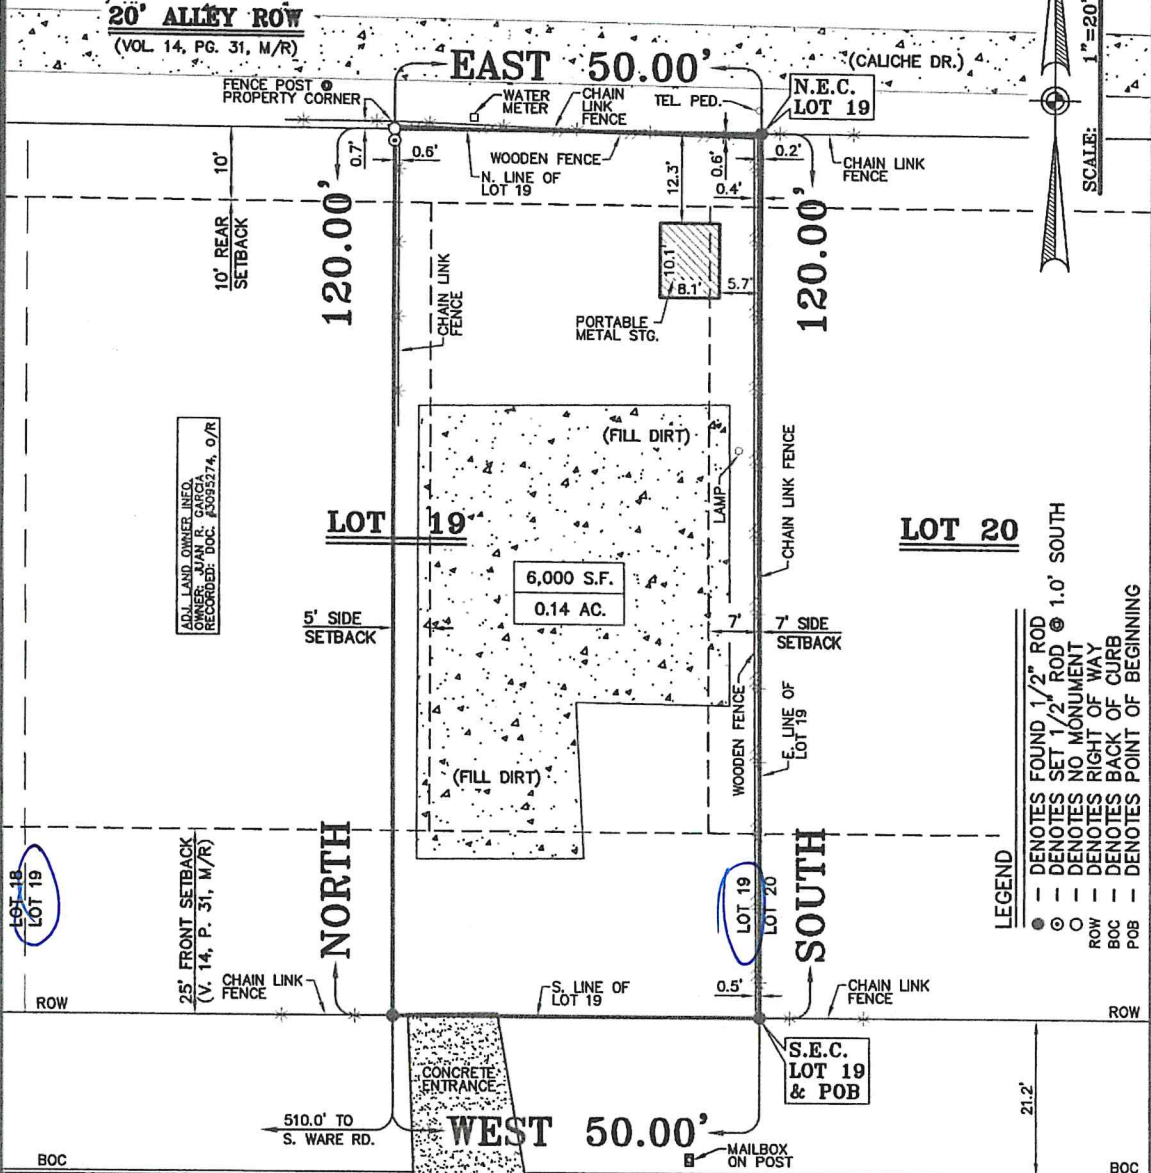 20' ALLEY ROW
(VOL. 14, PG. 31, M/R)
EAST 50.00'
(CALICHE DR.)
SCALE: 1"=20'
FENCE POST @
PROPERTY CORNER
WATER
METER
CHAIN
LINK
FENCE
TEL. PED.
N.E.C.
LOT 19
10'
0.7'
0.6'
WOODEN FENCE
N. LINE OF
LOT 19
12.3'
0.6'
0.4'
0.2'
CHAIN LINK
FENCE
10' REAR
SETBACK
120.00'
CHAIN LINK
FENCE
10.1'
8.1'
5.7'
120.00'
PORTABLE
METAL STG.
ADJ. LAND OWNER INFO.
OWNER: JUAN R. GARCIA
RECORDED: DOC. #3095274, O/R
(FILL DIRT)
LAMP
CHAIN LINK FENCE
LOT 19
LOT 20
6,000 S.F.
0.14 AC.
5' SIDE
SETBACK
7'
7' SIDE
SETBACK
WOODEN FENCE
E. LINE OF
LOT 19
(FILL DIRT)
LOT 18
LOT 19
25' FRONT SETBACK
(V. 14, P. 31, M/R)
NORTH
LOT 19
LOT 20
SOUTH
LEGEND
● - DENOTES FOUND 1/2" ROD
⊙ - DENOTES SET 1/2" ROD @ 1.0' SOUTH
○ - DENOTES NO MONUMENT
ROW - DENOTES RIGHT OF WAY
BOC - DENOTES BACK OF CURB
POB - DENOTES POINT OF BEGINNING
CHAIN LINK
FENCE
S. LINE OF
LOT 19
0.5'
CHAIN LINK
FENCE
ROW
ROW
S.E.C.
LOT 19
& POB
CONCRETE
ENTRANCE
21.2'
510.0' TO
S. WARE RD.
WEST 50.00'
MAILBOX
ON POST
BOC
BOC